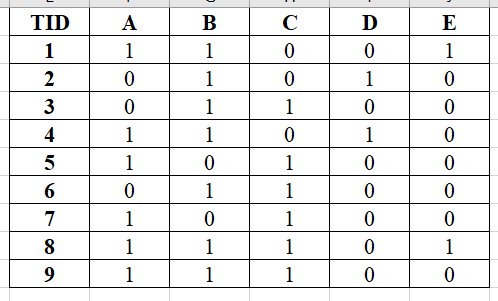 TID A B C D E
1 1 1 0 0 1
2 0 1 0 1 0
3 0 1 1 0 0
4 1 1 0 1 0
5 1 0 1 0 0
6 0 1 1 0 0
7 1 0 1 0 0
8 1 1 1 0 1
9 1 1 1 0 0